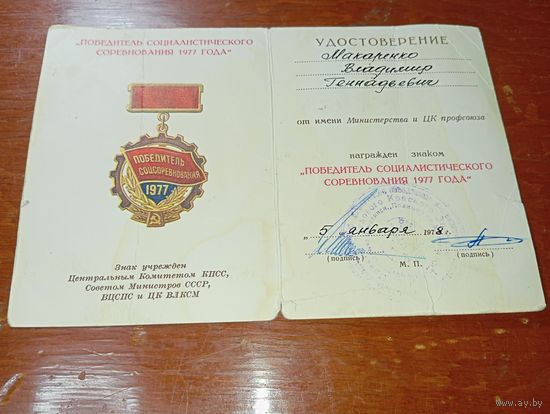 „ПОБЕДИТЕЛЬ СОЦИАЛИСТИЧЕСКОГО
СОРЕВНОВАНИЯ 1977 ГОДА“
ПОБЕДИТЕЛЬ
СОЦСОРЕВНОВАНИЯ
1977
Знак учрежден
Центральным Комитетом КПСС,
Советом Министров СССР,
ВЦСПС и ЦК ВЛКСМ
УДОСТОВЕРЕНИЕ
Макаренко
Владимир
Геннадьевич
от имени Министерства и ЦК профсоюза
награжден знаком
„ПОБЕДИТЕЛЬ СОЦИАЛИСТИЧЕСКОГО
СОРЕВНОВАНИЯ 1977 ГОДА“
„5“ января 1978 г.
(подпись) М. П. (подпись)
www.ay.by